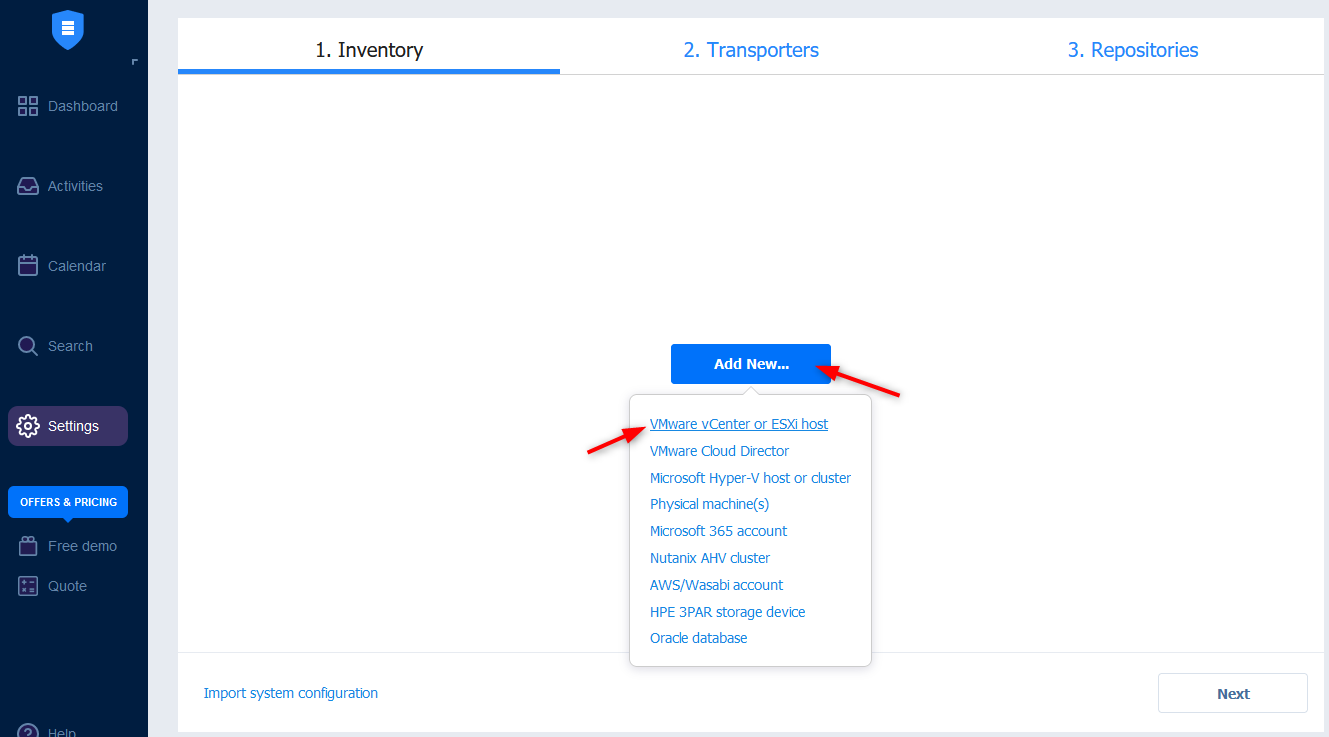 1. Inventory
2. Transporters
3. Repositories
Dashboard
Activities
Calendar
Search
Settings
OFFERS & PRICING
Free demo
Quote
Help
Add New...
VMware vCenter or ESXi host
VMware Cloud Director
Microsoft Hyper-V host or cluster
Physical machine(s)
Microsoft 365 account
Nutanix AHV cluster
AWS/Wasabi account
HPE 3PAR storage device
Oracle database
Import system configuration
Next